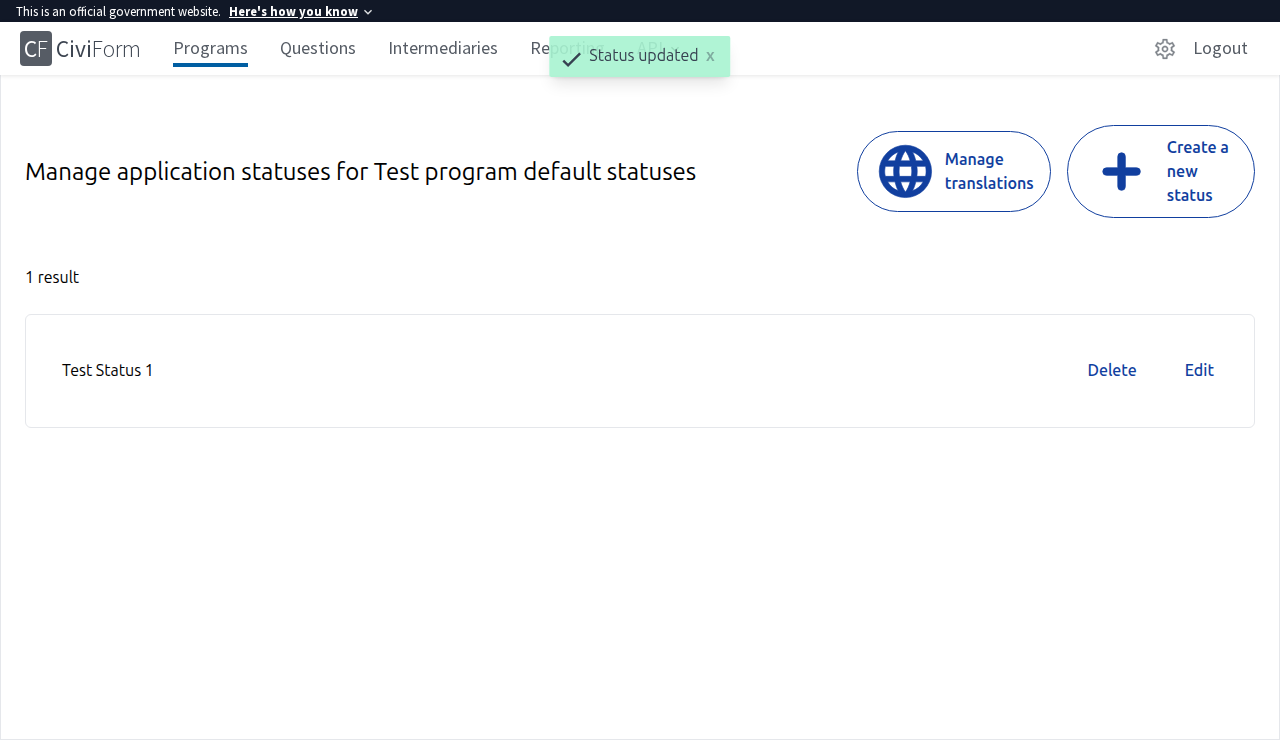 This is an official government website. Here's how you know
CF CiviForm Programs Questions Intermediaries Reporting API Logout
Status updated x
Manage application statuses for Test program default statuses
Manage translations
Create a new status
1 result
Test Status 1 Delete Edit